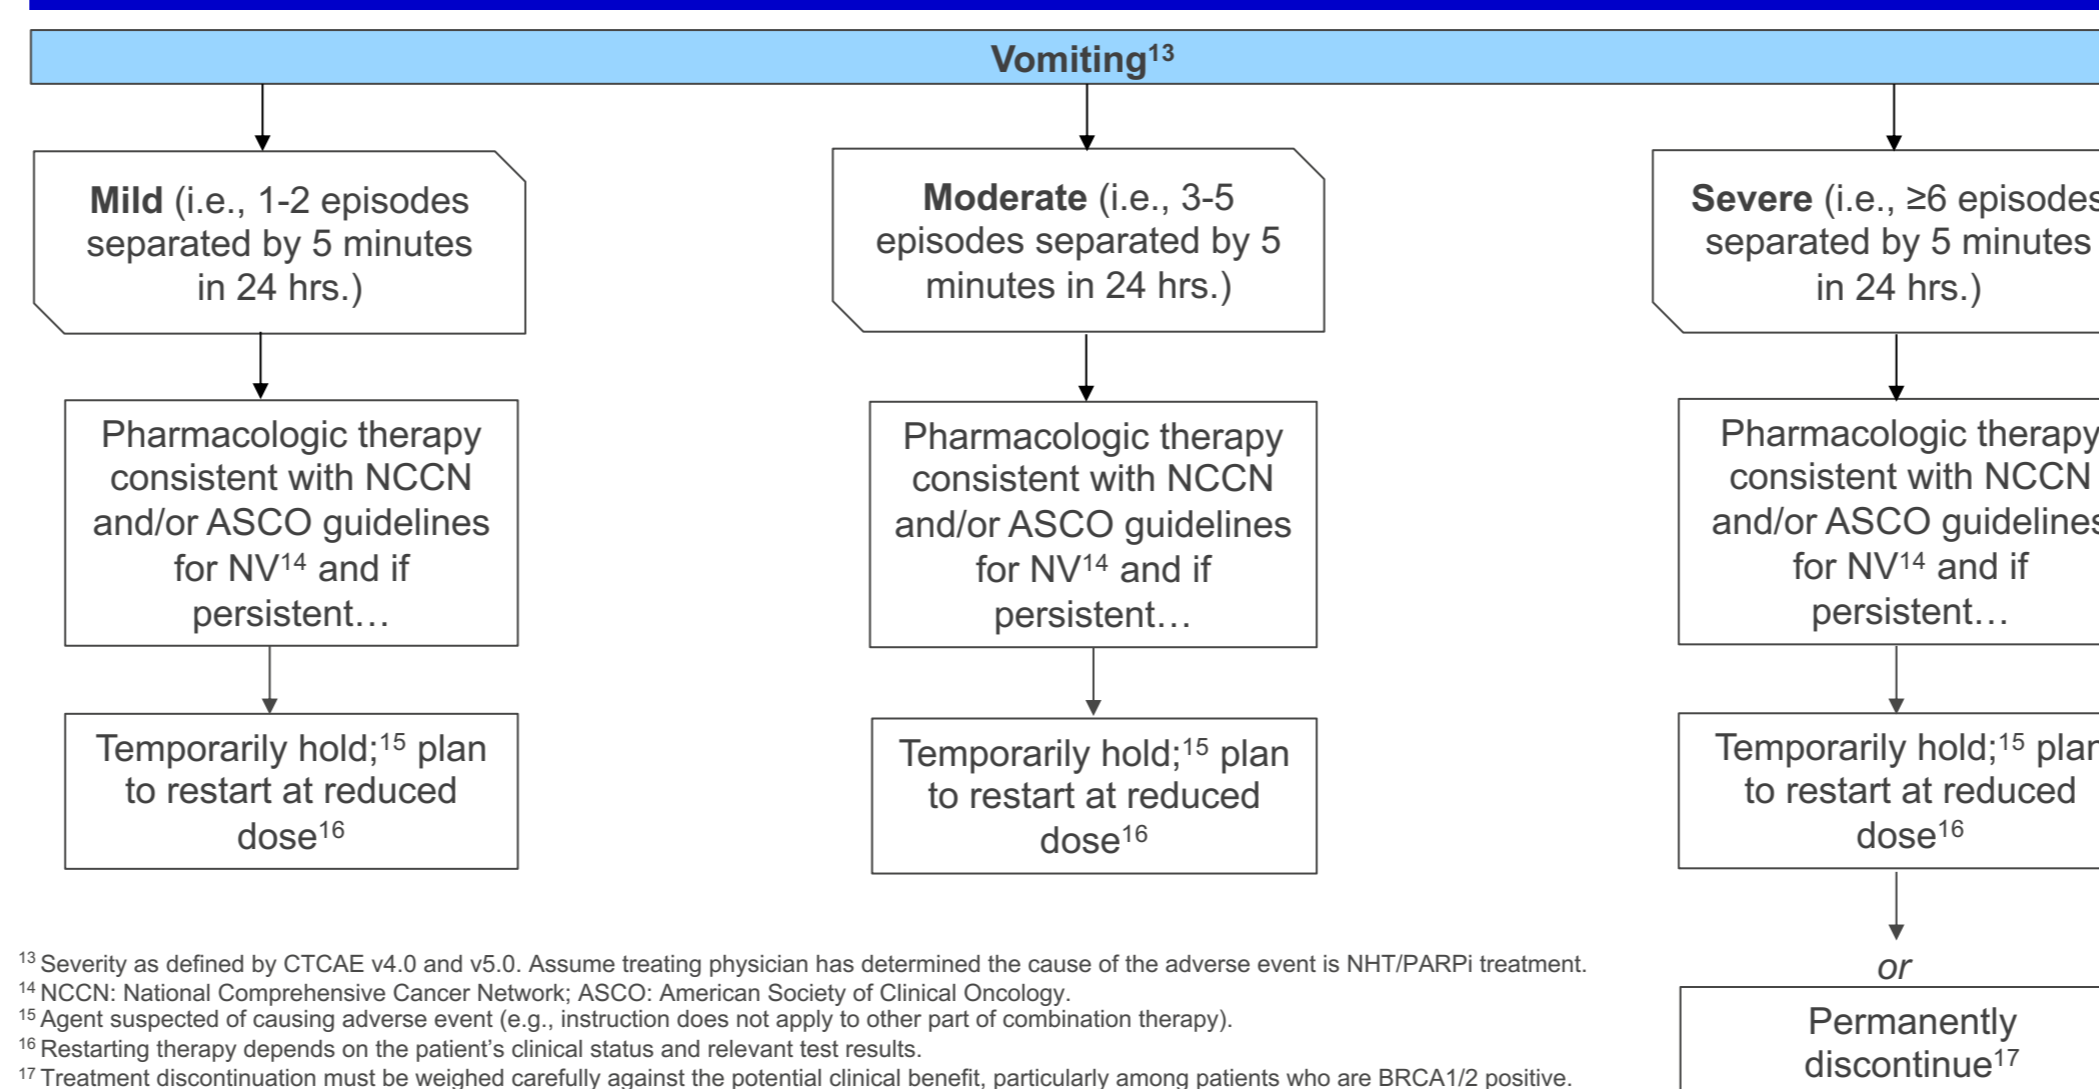 Vomiting¹³
Mild (i.e., 1-2 episodes
separated by 5 minutes
in 24 hrs.)
Pharmacologic therapy
consistent with NCCN
and/or ASCO guidelines
for NV¹⁴ and if
persistent…
Temporarily hold;¹⁵ plan
to restart at reduced
dose¹⁶
Moderate (i.e., 3-5
episodes separated by 5
minutes in 24 hrs.)
Pharmacologic therapy
consistent with NCCN
and/or ASCO guidelines
for NV¹⁴ and if
persistent…
Temporarily hold;¹⁵ plan
to restart at reduced
dose¹⁶
Severe (i.e., ≥6 episodes
separated by 5 minutes
in 24 hrs.)
Pharmacologic therapy
consistent with NCCN
and/or ASCO guidelines
for NV¹⁴ and if
persistent…
Temporarily hold;¹⁵ plan
to restart at reduced
dose¹⁶
or
Permanently
discontinue¹⁷
¹³ Severity as defined by CTCAE v4.0 and v5.0. Assume treating physician has determined the cause of the adverse event is NHT/PARPi treatment.
¹⁴ NCCN: National Comprehensive Cancer Network; ASCO: American Society of Clinical Oncology.
¹⁵ Agent suspected of causing adverse event (e.g., instruction does not apply to other part of combination therapy).
¹⁶ Restarting therapy depends on the patient's clinical status and relevant test results.
¹⁷ Treatment discontinuation must be weighed carefully against the potential clinical benefit, particularly among patients who are BRCA1/2 positive.